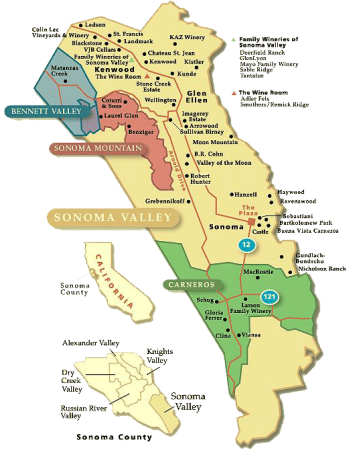 Colin Lee
Vineyards & Winery
Ledson
St. Francis
Landmark
Blackstone
VJB Cellars
Family Wineries of
Sonoma Valley
KAZ Winery
Chateau St. Jean
Kenwood
Kistler
Kunde
Kenwood
The Wine Room
Stone Creek
Estate
Matanzas
Creek
Family Wineries of
Sonoma Valley
Deerfield Ranch
GlenLyon
Mayo Family Winery
Sable Ridge
Tantalus
The Wine Room
Adler Fels
Smothers/Remick Ridge
BENNETT VALLEY
Coturri
& Sons
Laurel Glen
Benziger
Wellington
Glen
Ellen
Imagery
Estate
Arrowood
Sullivan Birney
Moon Mountain
SONOMA MOUNTAIN
B.R. Cohn
Valley of the Moon
Arnold Drive
Robert
Hunter
Grebennikoff
Hanzell
Haywood
Ravenswood
SONOMA VALLEY
The
Plaza
Sonoma
Sebastiani
Bartholomew Park
Castle
Buena Vista Carneros
12
Gundlach-
Bundschu
Nicholson Ranch
CARNEROS
MacRostie
121
Schug
Larson
Family Winery
Gloria
Ferrer
Cline
Viansa
CALIFORNIA
Sonoma
County
Alexander Valley
Knights
Valley
Dry
Creek
Valley
Russian River
Valley
Sonoma
Valley
Sonoma County